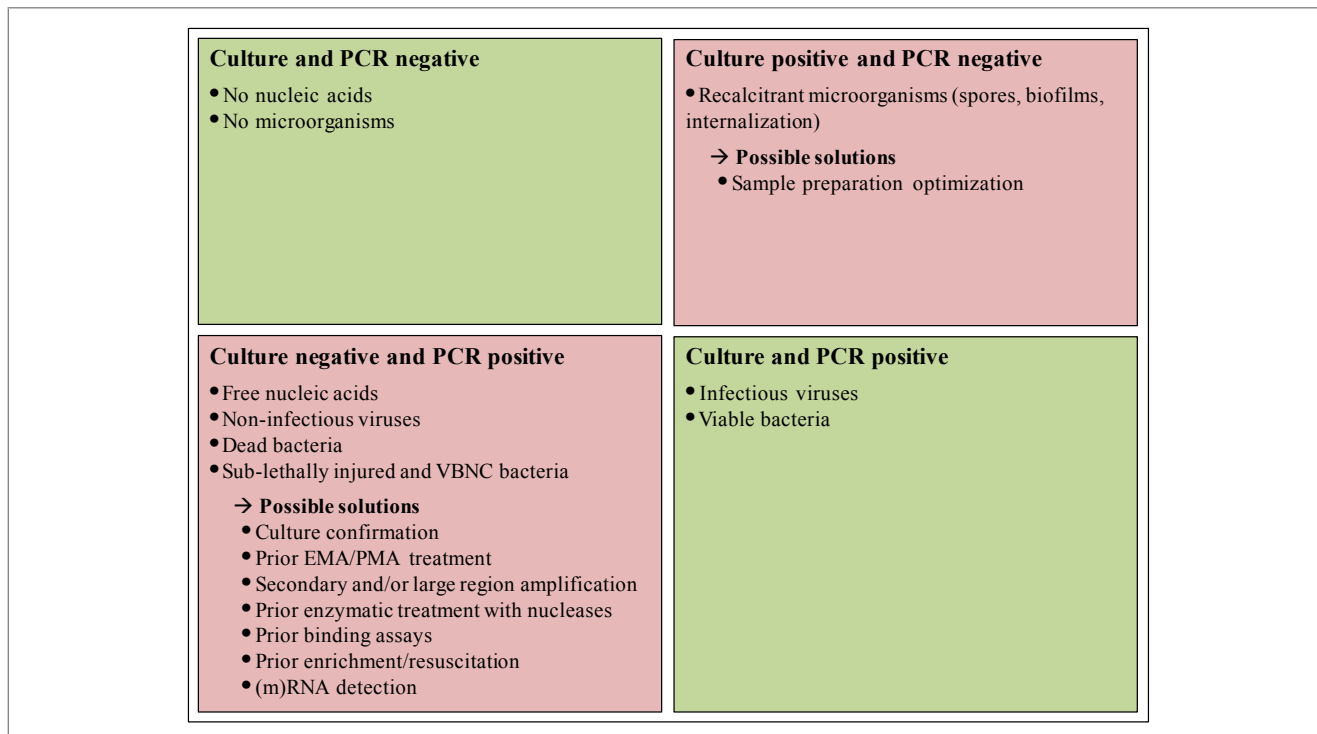 Culture and PCR negative
• No nucleic acids
• No microorganisms
Culture positive and PCR negative
• Recalcitrant microorganisms (spores, biofilms,
internalization)
→ Possible solutions
• Sample preparation optimization
Culture negative and PCR positive
• Free nucleic acids
• Non-infectious viruses
• Dead bacteria
• Sub-lethally injured and VBNC bacteria
→ Possible solutions
• Culture confirmation
• Prior EMA/PMA treatment
• Secondary and/or large region amplification
• Prior enzymatic treatment with nucleases
• Prior binding assays
• Prior enrichment/resuscitation
• (m)RNA detection
Culture and PCR positive
• Infectious viruses
• Viable bacteria